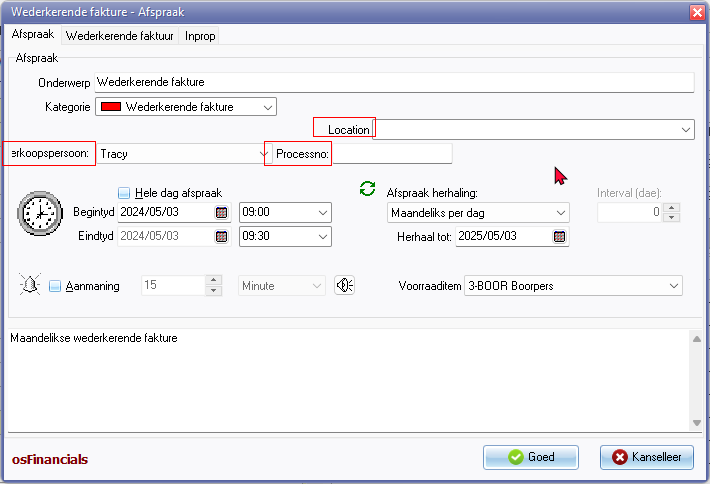 Wederkerende fakture - Afspraak
Afspraak Wederkerende faktuur Inprop
Afspraak
Onderwerp Wederkerende fakture
Kategorie Wederkerende fakture
Location
erkoopspersoon: Tracy Processno:
Hele dag afspraak Afspraak herhaling: Interval (dae):
Begintyd 2024/05/03 09:00 Maandeliks per dag 0
Eindtyd 2024/05/03 09:30 Herhaal tot: 2025/05/03
Aanmaning 15 Minute Voorraaditem 3-BOOR Boorpers
Maandelikse wederkerende fakture
osFinancials Goed Kanselleer